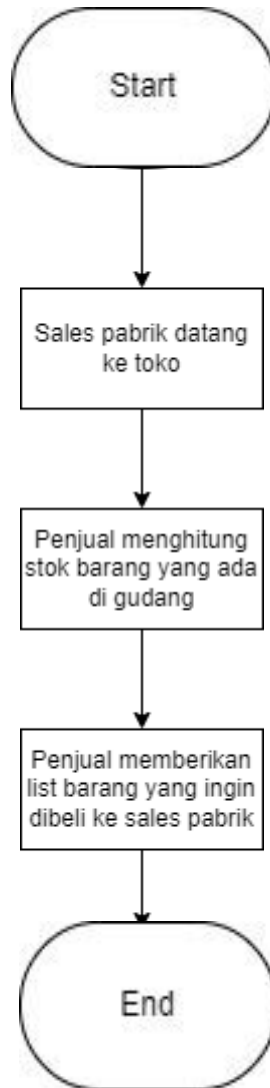 Start
Sales pabrik datang
ke toko
Penjual menghitung
stok barang yang ada
di gudang
Penjual memberikan
list barang yang ingin
dibeli ke sales pabrik
End